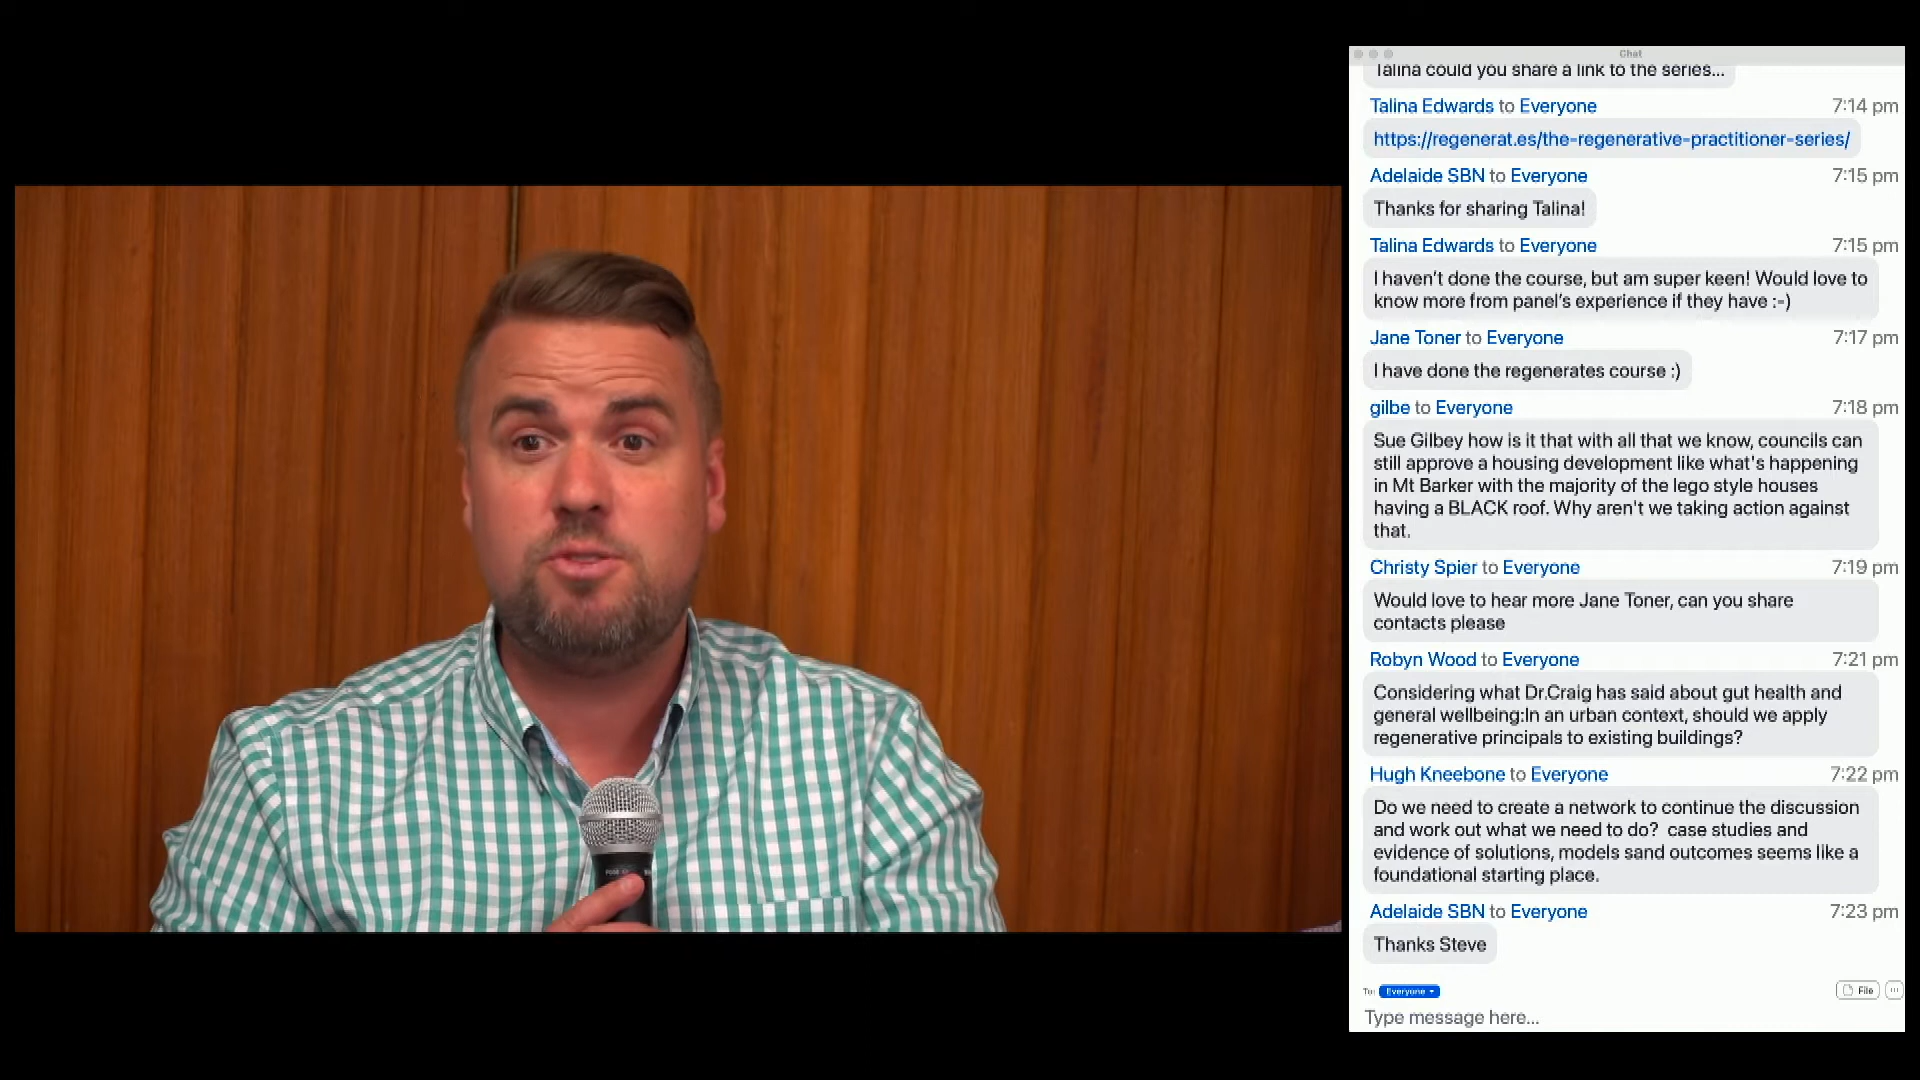 Chat
Talina could you share a link to the series...
Talina Edwards to Everyone 7:14 pm
https://regenerat.es/the-regenerative-practitioner-series/
Adelaide SBN to Everyone 7:15 pm
Thanks for sharing Talina!
Talina Edwards to Everyone 7:15 pm
I haven't done the course, but am super keen! Would love to
know more from panel's experience if they have :-)
Jane Toner to Everyone 7:17 pm
I have done the regenerates course :)
gilbe to Everyone 7:18 pm
Sue Gilbey how is it that with all that we know, councils can
still approve a housing development like what's happening
in Mt Barker with the majority of the lego style houses
having a BLACK roof. Why aren't we taking action against
that.
Christy Spier to Everyone 7:19 pm
Would love to hear more Jane Toner, can you share
contacts please
Robyn Wood to Everyone 7:21 pm
Considering what Dr.Craig has said about gut health and
general wellbeing:In an urban context, should we apply
regenerative principals to existing buildings?
Hugh Kneebone to Everyone 7:22 pm
Do we need to create a network to continue the discussion
and work out what we need to do?  case studies and
evidence of solutions, models sand outcomes seems like a
foundational starting place.
Adelaide SBN to Everyone 7:23 pm
Thanks Steve
To: Everyone File ...
Type message here...